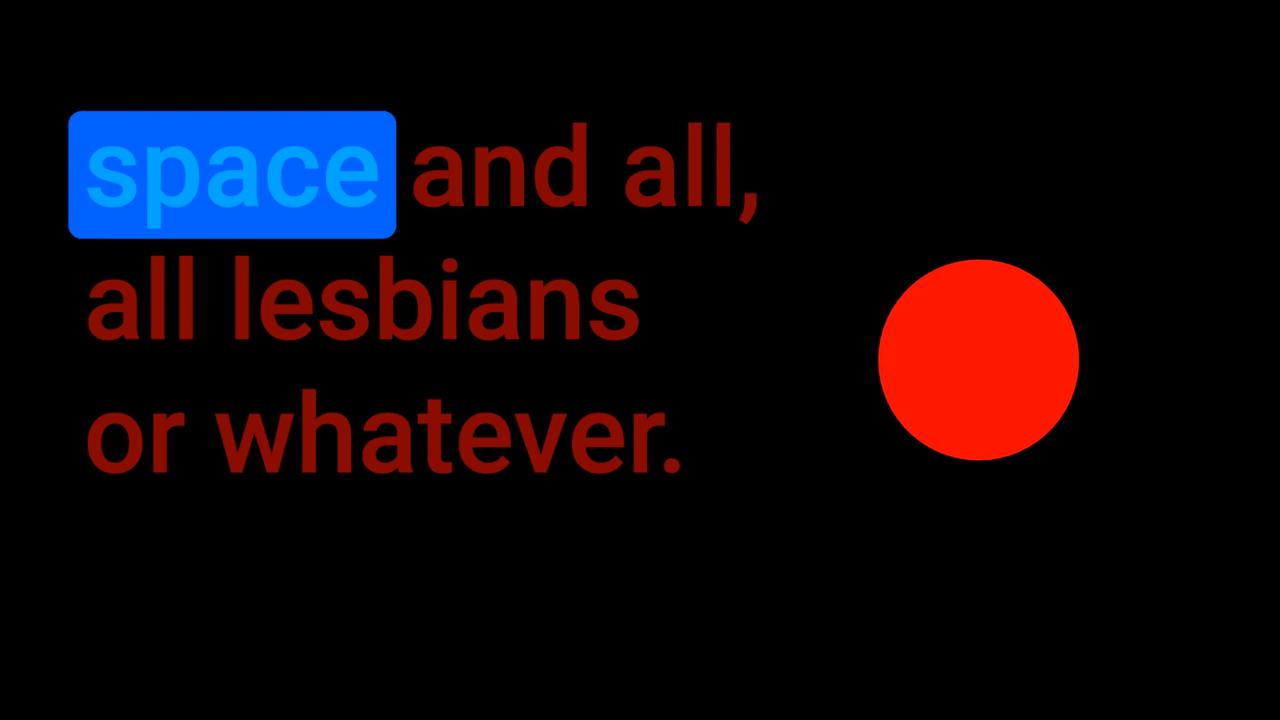 space and all,
all lesbians
or whatever.